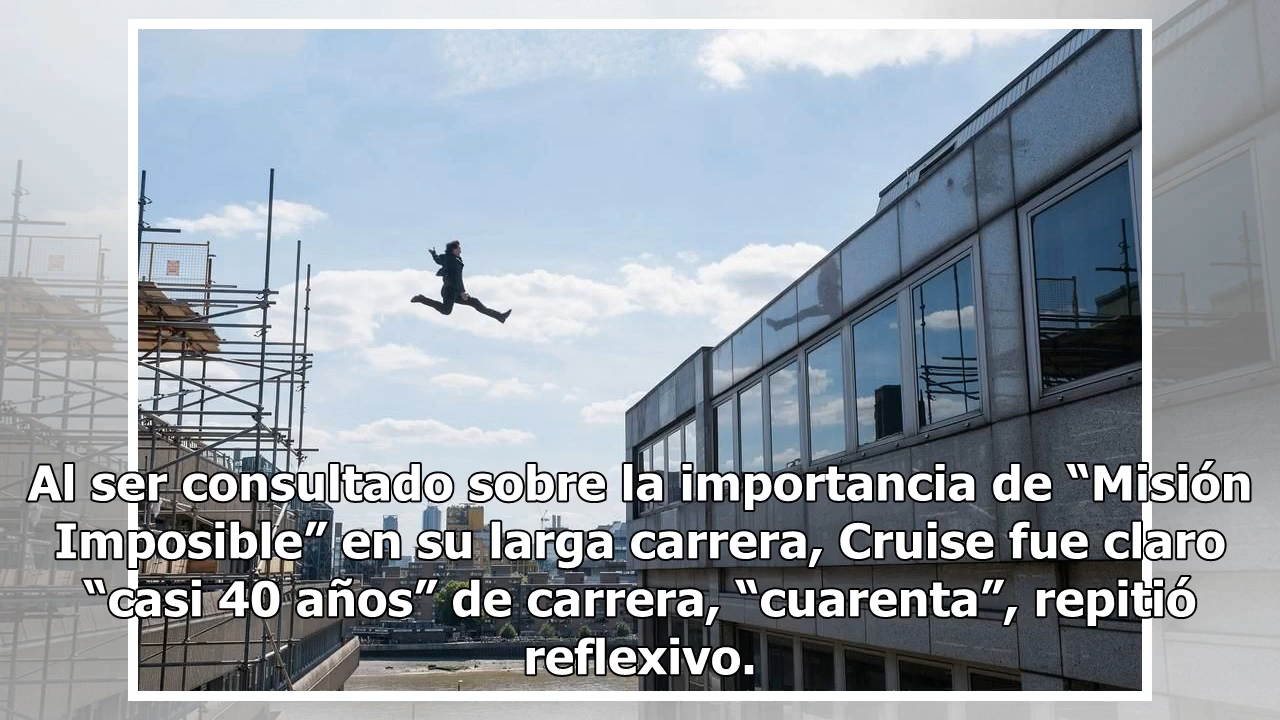 Al ser consultado sobre la importancia de “Misión
Imposible” en su larga carrera, Cruise fue claro
“casi 40 años” de carrera, “cuarenta”, repitió
reflexivo.